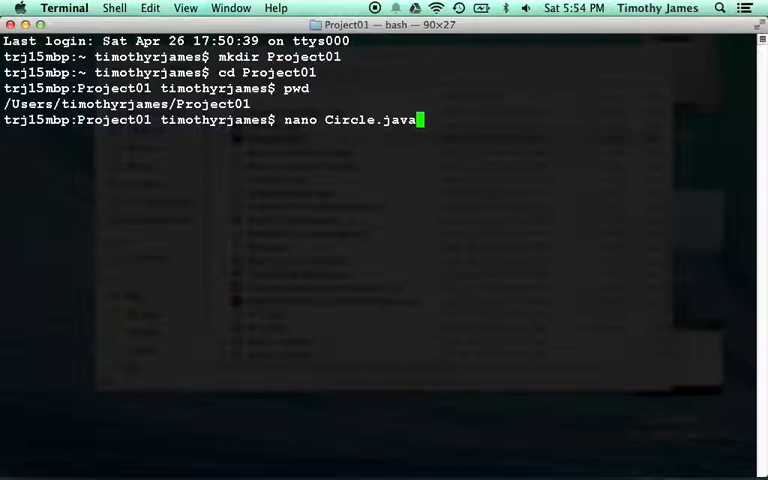 Terminal Shell Edit View Window Help Sat 5:54 PM Timothy James
Project01 — bash — 90×27
Last login: Sat Apr 26 17:50:39 on ttys000
trj15mbp:~ timothyrjames$ mkdir Project01
trj15mbp:~ timothyrjames$ cd Project01
trj15mbp:Project01 timothyrjames$ pwd
/Users/timothyrjames/Project01
trj15mbp:Project01 timothyrjames$ nano Circle.java